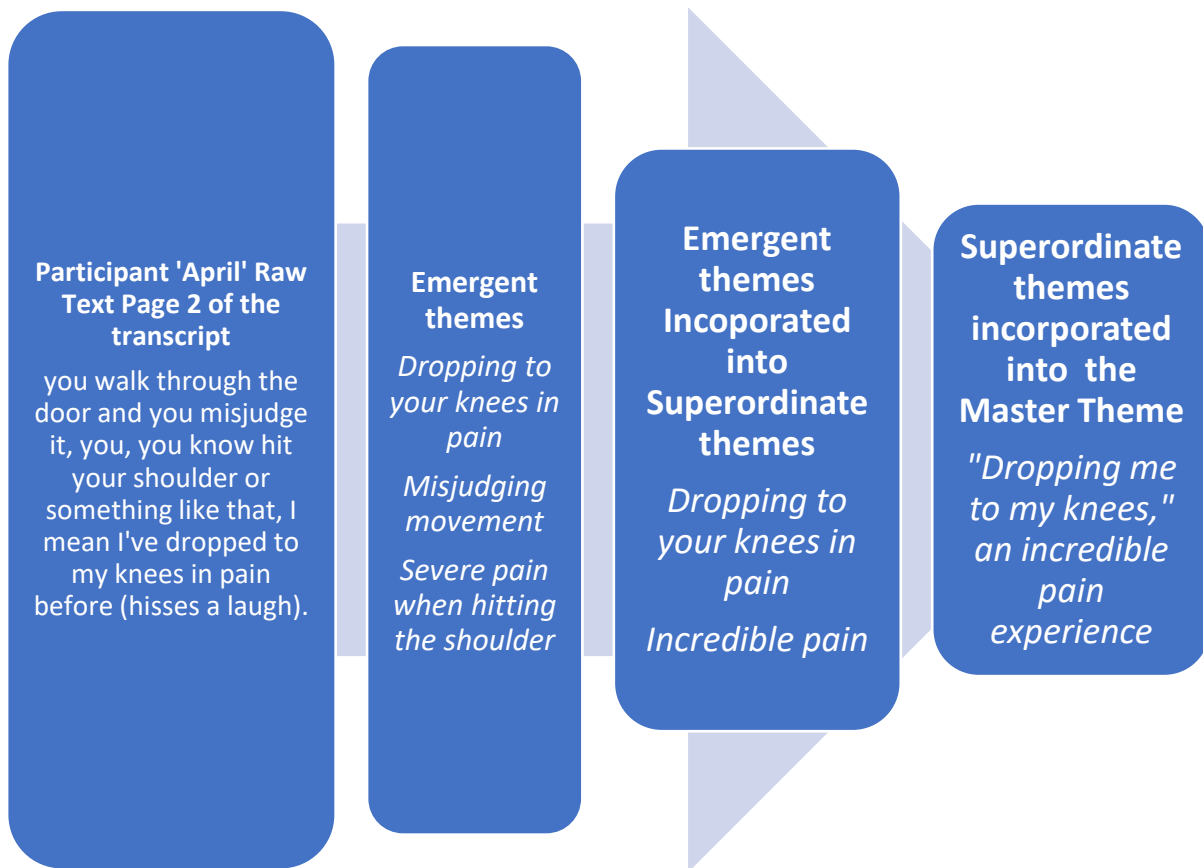 Participant 'April' Raw
Text Page 2 of the
transcript
you walk through the
door and you misjudge
it, you, you know hit
your shoulder or
something like that, I
mean I've dropped to
my knees in pain
before (hisses a laugh).
Emergent
themes
Dropping to
your knees in
pain
Misjudging
movement
Severe pain
when hitting
the shoulder
Emergent
themes
Incoporated
into
Superordinate
themes
Dropping to
your knees in
pain
Incredible pain
Superordinate
themes
incorporated
into the
Master Theme
"Dropping me
to my knees,"
an incredible
pain
experience